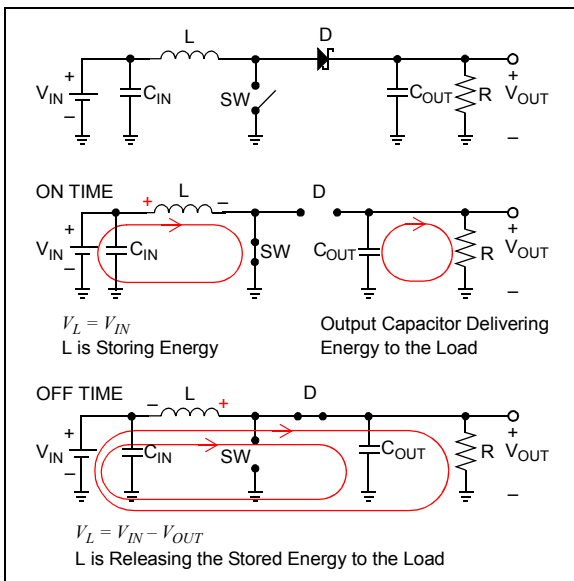 L
D
+
V_IN
–
C_IN
SW
C_OUT
R
+
V_OUT
–
ON TIME
+ L –
D
+
V_IN
–
C_IN
SW
C_OUT
R
+
V_OUT
–
V_L = V_IN
L is Storing Energy
Output Capacitor Delivering
Energy to the Load
OFF TIME
– L +
D
+
V_IN
–
C_IN
SW
C_OUT
R
+
V_OUT
–
V_L = V_IN – V_OUT
L is Releasing the Stored Energy to the Load